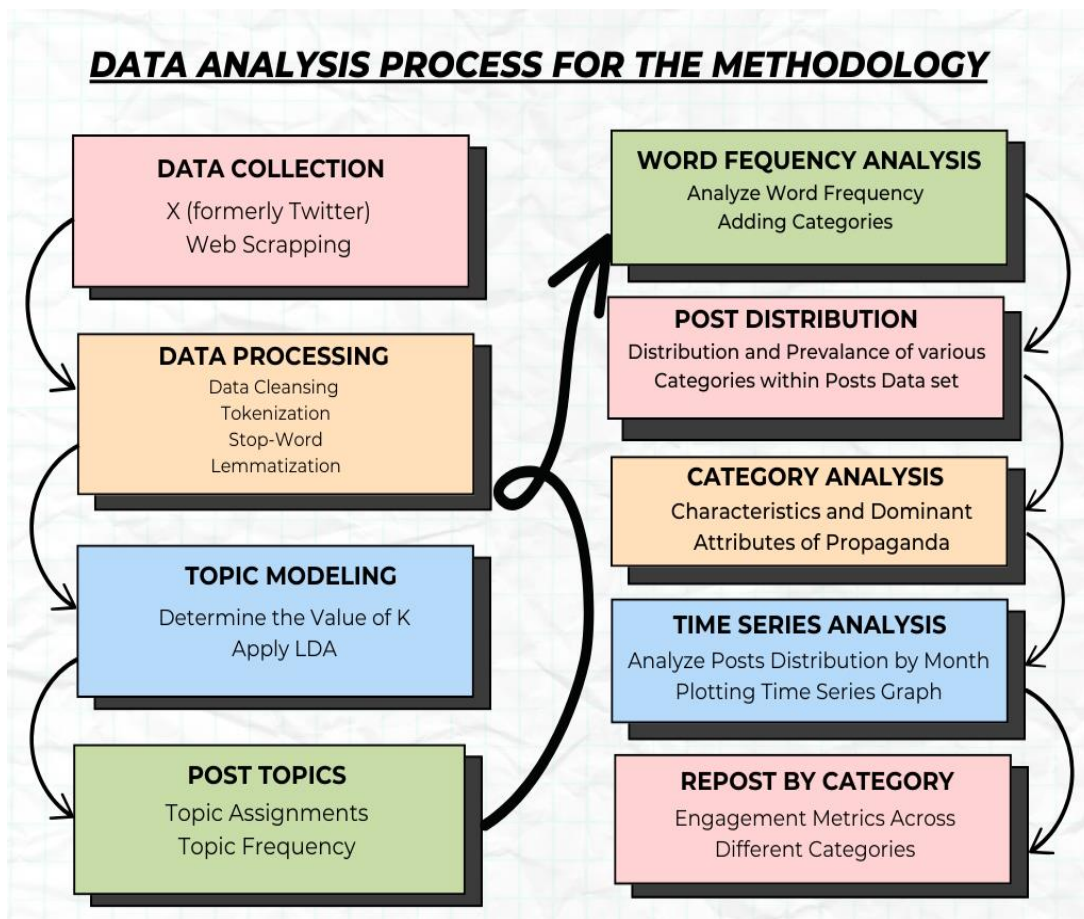 DATA ANALYSIS PROCESS FOR THE METHODOLOGY
DATA COLLECTION
X (formerly Twitter)
Web Scrapping
DATA PROCESSING
Data Cleansing
Tokenization
Stop-Word
Lemmatization
TOPIC MODELING
Determine the Value of K
Apply LDA
POST TOPICS
Topic Assignments
Topic Frequency
WORD FEQUENCY ANALYSIS
Analyze Word Frequency
Adding Categories
POST DISTRIBUTION
Distribution and Prevalance of various
Categories within Posts Data set
CATEGORY ANALYSIS
Characteristics and Dominant
Attributes of Propaganda
TIME SERIES ANALYSIS
Analyze Posts Distribution by Month
Plotting Time Series Graph
REPOST BY CATEGORY
Engagement Metrics Across
Different Categories